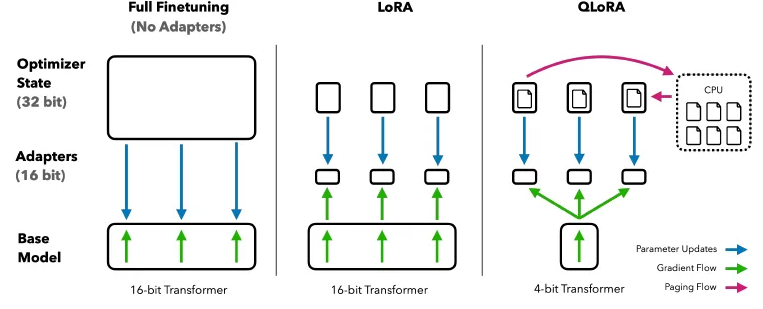 Full Finetuning
(No Adapters)
LoRA
QLoRA
Optimizer
State
(32 bit)
CPU
Adapters
(16 bit)
Base
Model
Parameter Updates
Gradient Flow
Paging Flow
16-bit Transformer
16-bit Transformer
4-bit Transformer